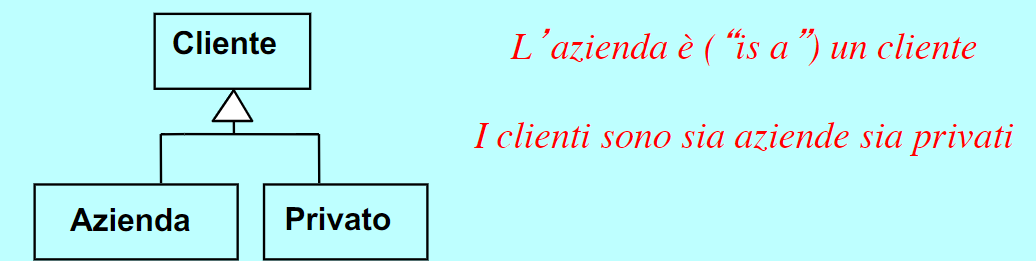 Cliente
L’azienda è (“is a”) un cliente
I clienti sono sia aziende sia privati
Azienda
Privato